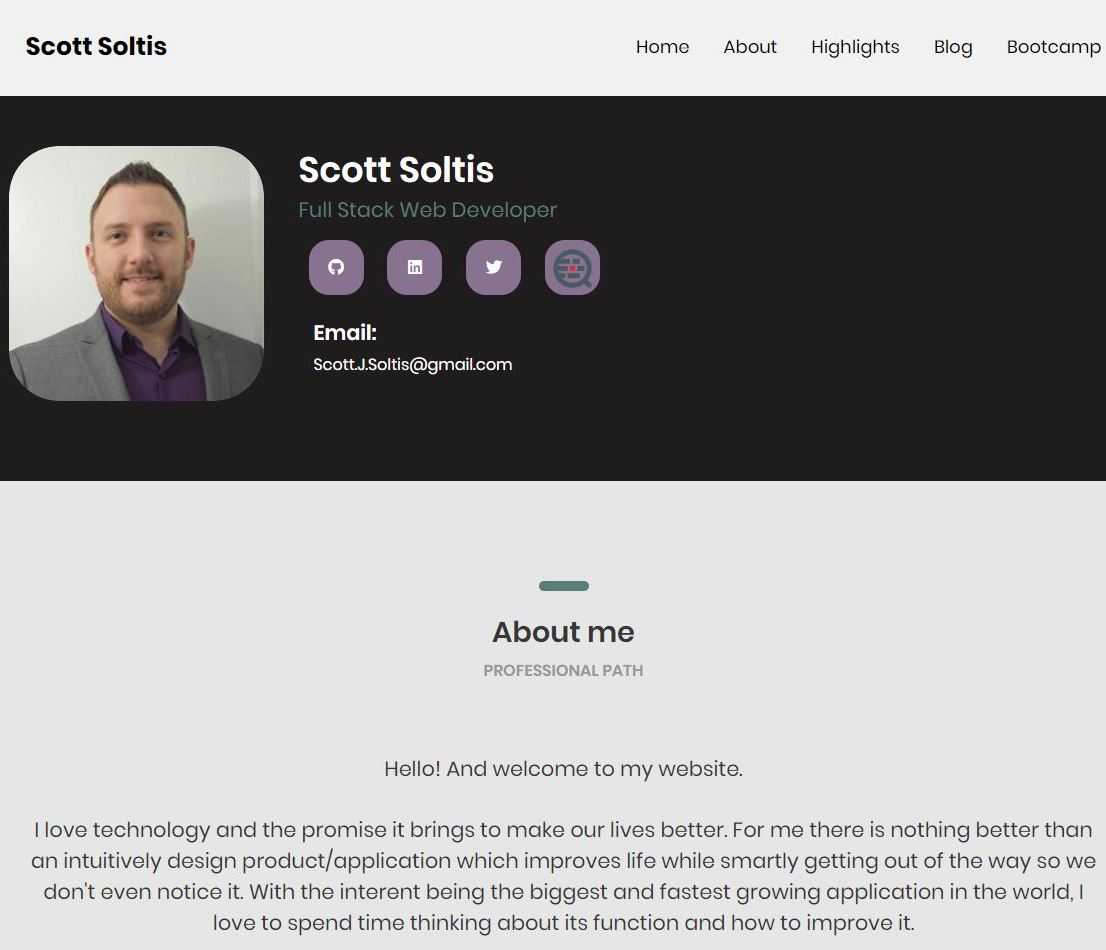 Scott Soltis
Home About Highlights Blog Bootcamp
Scott Soltis
Full Stack Web Developer
Email:
Scott.J.Soltis@gmail.com
About me
PROFESSIONAL PATH
Hello! And welcome to my website.
I love technology and the promise it brings to make our lives better. For me there is nothing better than
an intuitively design product/application which improves life while smartly getting out of the way so we
don't even notice it. With the interent being the biggest and fastest growing application in the world, I
love to spend time thinking about its function and how to improve it.